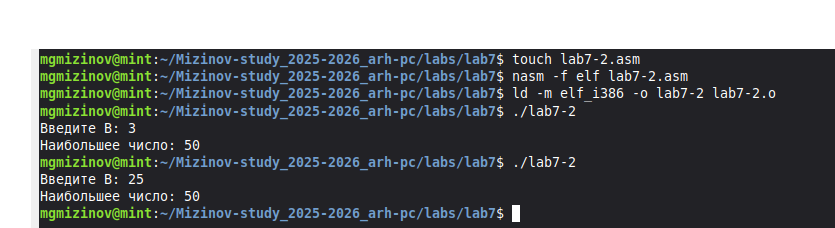 mgmizinov@mint:~/Mizinov-study_2025-2026_arh-pc/labs/lab7$ touch lab7-2.asm
mgmizinov@mint:~/Mizinov-study_2025-2026_arh-pc/labs/lab7$ nasm -f elf lab7-2.asm
mgmizinov@mint:~/Mizinov-study_2025-2026_arh-pc/labs/lab7$ ld -m elf_i386 -o lab7-2 lab7-2.o
mgmizinov@mint:~/Mizinov-study_2025-2026_arh-pc/labs/lab7$ ./lab7-2
Введите В: 3
Наибольшее число: 50
mgmizinov@mint:~/Mizinov-study_2025-2026_arh-pc/labs/lab7$ ./lab7-2
Введите В: 25
Наибольшее число: 50
mgmizinov@mint:~/Mizinov-study_2025-2026_arh-pc/labs/lab7$